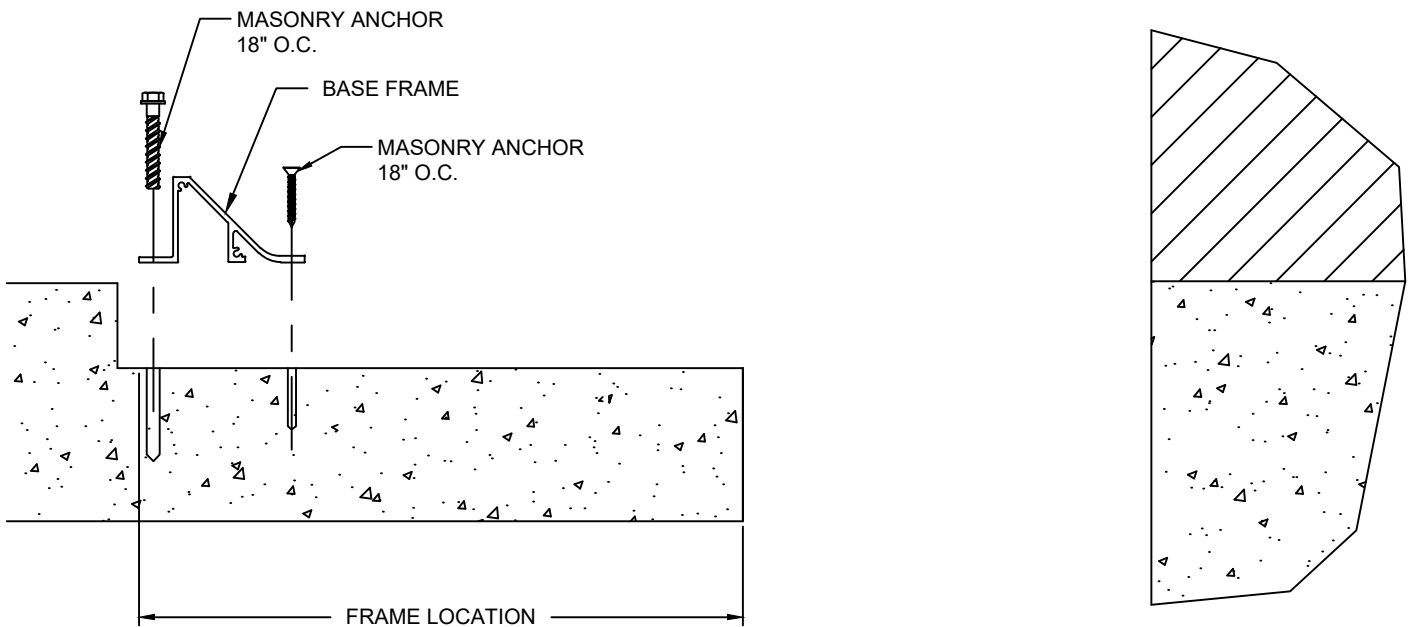 MASONRY ANCHOR
18" O.C.
BASE FRAME
MASONRY ANCHOR
18" O.C.
FRAME LOCATION